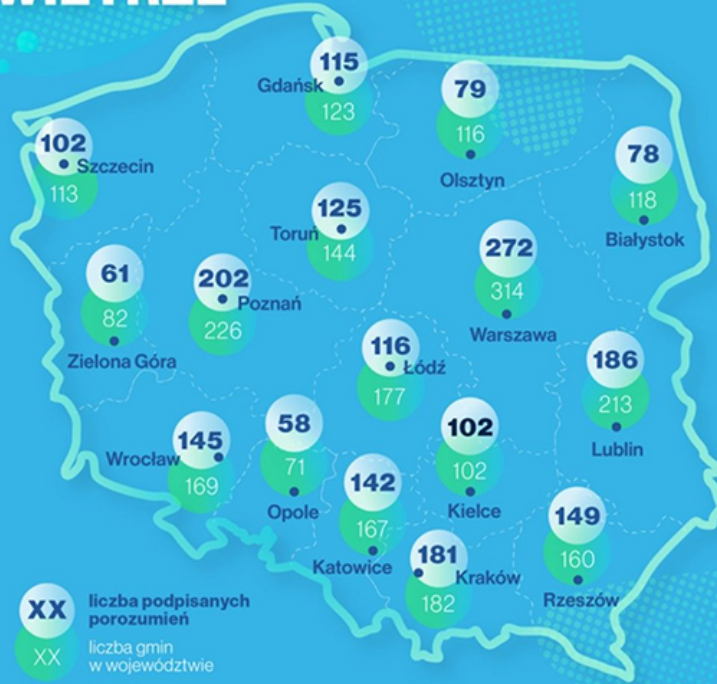 115
Gdańsk
123
79
116
Olsztyn
102
Szczecin
113
78
118
Białystok
125
Toruń
144
272
314
Warszawa
61
82
Zielona Góra
202
Poznań
226
116
Łódź
177
186
213
Lublin
145
Wrocław
169
58
71
Opole
102
102
Kielce
142
167
Katowice
149
160
Rzeszów
181
Kraków
182
XX
liczba podpisanych
porozumień
XX
liczba gmin
w województwie